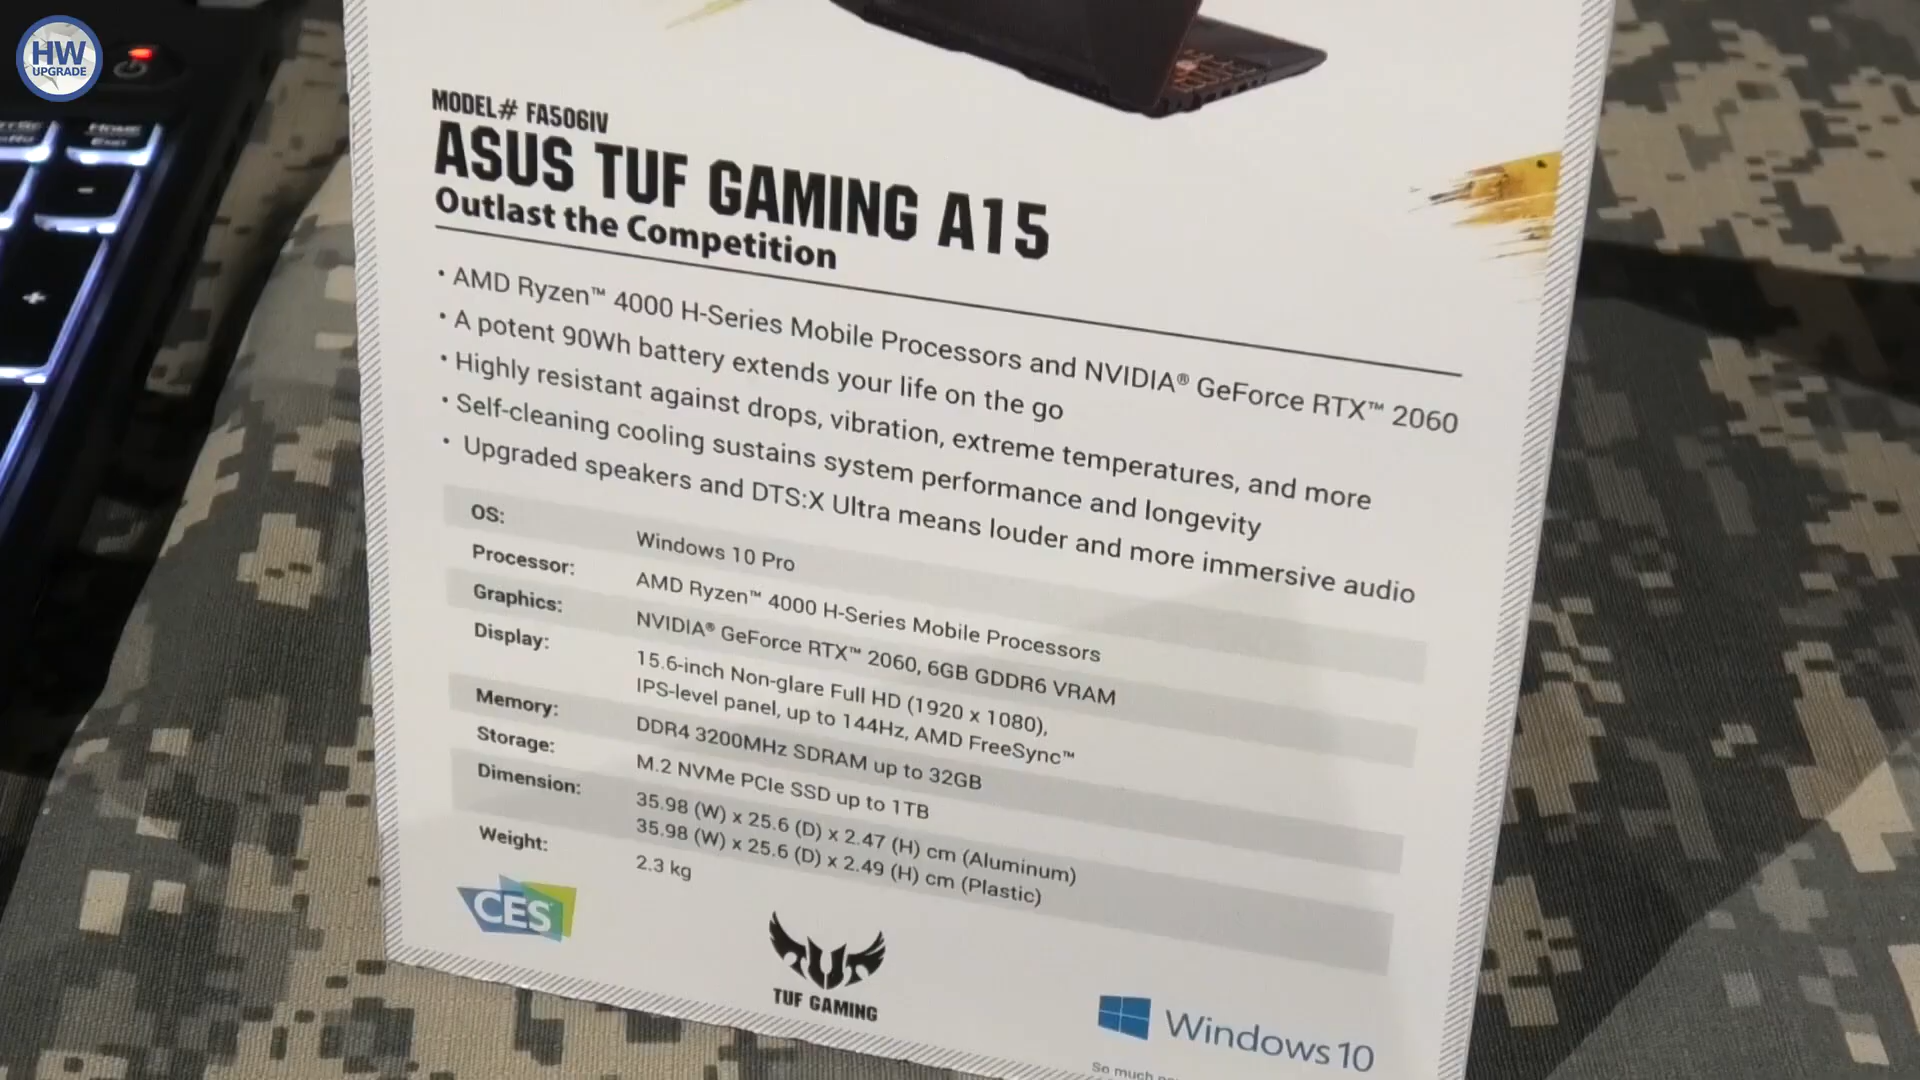 HW
UPGRADE
HOME
MODEL# FA506IV
ASUS TUF GAMING A15
Outlast the Competition
• AMD Ryzen™ 4000 H-Series Mobile Processors and NVIDIA® GeForce RTX™ 2060
• A potent 90Wh battery extends your life on the go
• Highly resistant against drops, vibration, extreme temperatures, and more
• Self-cleaning cooling sustains system performance and longevity
• Upgraded speakers and DTS:X Ultra means louder and more immersive audio
OS: Windows 10 Pro
Processor: AMD Ryzen™ 4000 H-Series Mobile Processors
Graphics: NVIDIA® GeForce RTX™ 2060, 6GB GDDR6 VRAM
Display: 15.6-inch Non-glare Full HD (1920 x 1080),
IPS-level panel, up to 144Hz, AMD FreeSync™
Memory: DDR4 3200MHz SDRAM up to 32GB
Storage: M.2 NVMe PCIe SSD up to 1TB
Dimension: 35.98 (W) x 25.6 (D) x 2.47 (H) cm (Aluminum)
35.98 (W) x 25.6 (D) x 2.49 (H) cm (Plastic)
Weight: 2.3 kg
CES
TUF
TUF GAMING
Windows 10
So much